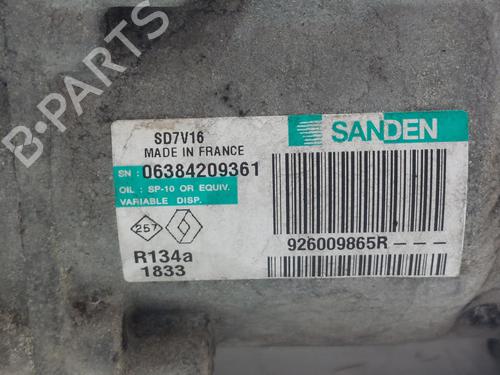 B-PARTS
SD7V16
MADE IN FRANCE
SN : 06384209361
OIL : SP-10 OR EQUIV.
VARIABLE DISP.
257
R134a
1833
SANDEN
926009865R---